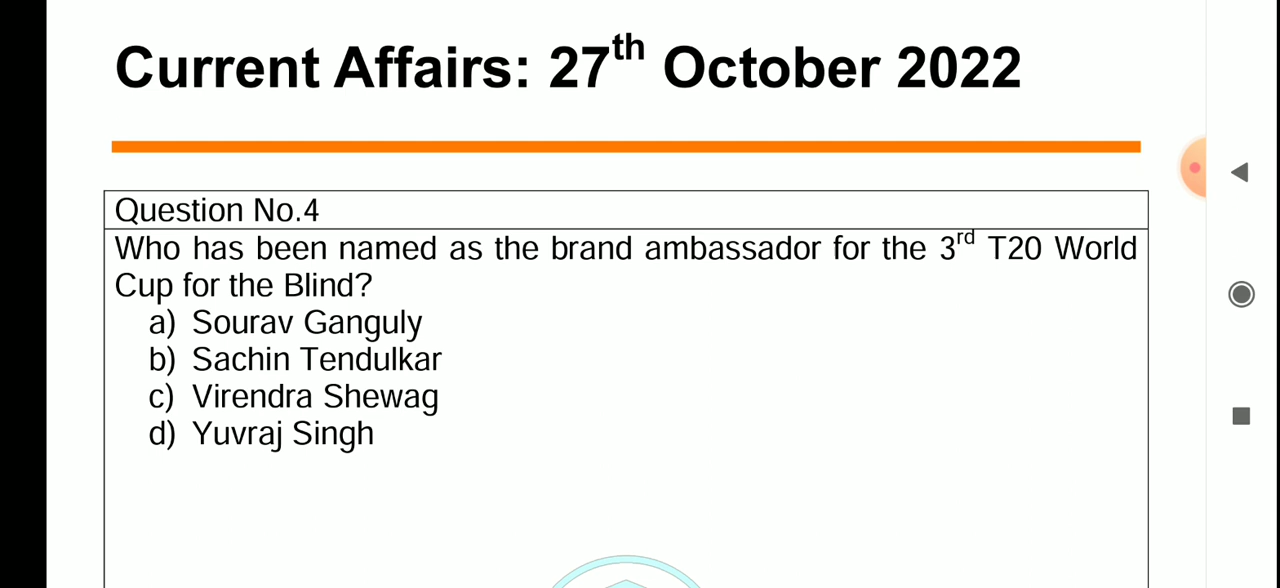 Current Affairs: 27th October 2022
Question No.4
Who has been named as the brand ambassador for the 3rd T20 World
Cup for the Blind?
a) Sourav Ganguly
b) Sachin Tendulkar
c) Virendra Shewag
d) Yuvraj Singh